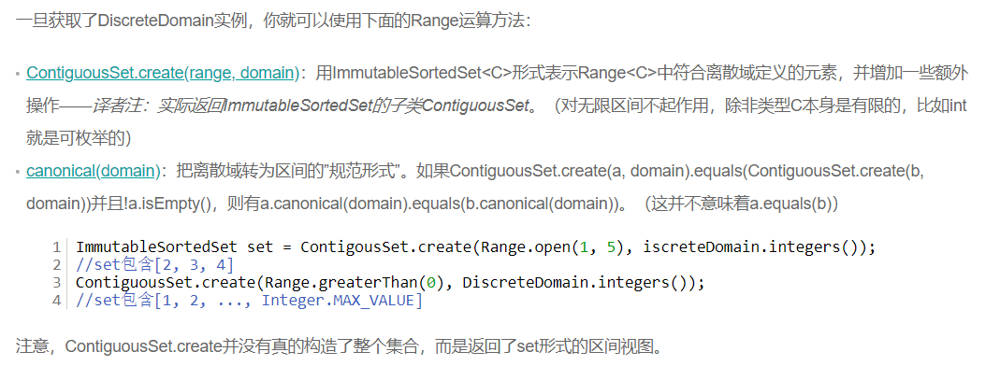 一旦获取了DiscreteDomain实例，你就可以使用下面的Range运算方法：
• ContiguousSet.create(range, domain)：用ImmutableSortedSet<C>形式表示Range<C>中符合离散域定义的元素，并增加一些额外
操作——译者注：实际返回ImmutableSortedSet的子类ContiguousSet。（对无限区间不起作用，除非类型C本身是有限的，比如int
就是可枚举的）
• canonical(domain)：把离散域转为区间的”规范形式”。如果ContiguousSet.create(a, domain).equals(ContiguousSet.create(b,
domain))并且!a.isEmpty()，则有a.canonical(domain).equals(b.canonical(domain))。（这并不意味着a.equals(b)）
1 ImmutableSortedSet set = ContigousSet.create(Range.open(1, 5), iscreteDomain.integers());
2 //set包含[2, 3, 4]
3 ContiguousSet.create(Range.greaterThan(0), DiscreteDomain.integers());
4 //set包含[1, 2, ..., Integer.MAX_VALUE]
注意，ContiguousSet.create并没有真的构造了整个集合，而是返回了set形式的区间视图。